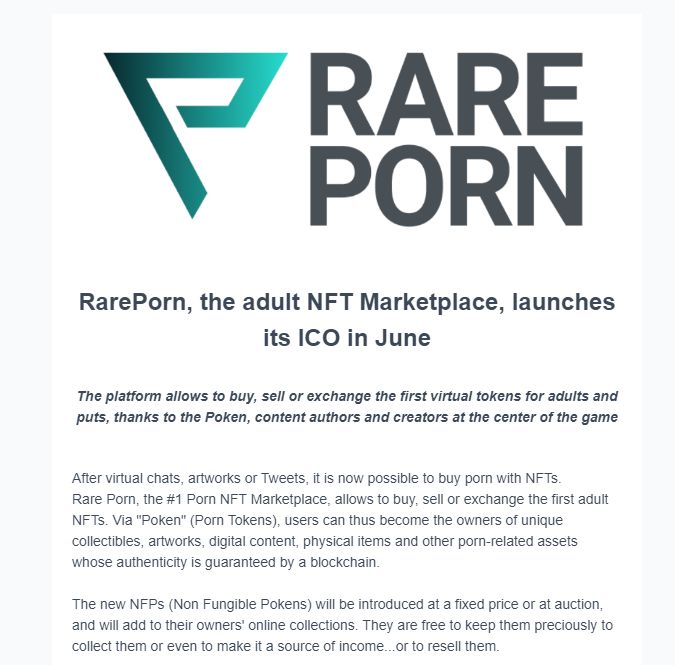 RARE
PORN
RarePorn, the adult NFT Marketplace, launches
its ICO in June
The platform allows to buy, sell or exchange the first virtual tokens for adults and
puts, thanks to the Poken, content authors and creators at the center of the game
After virtual chats, artworks or Tweets, it is now possible to buy porn with NFTs.
Rare Porn, the #1 Porn NFT Marketplace, allows to buy, sell or exchange the first adult
NFTs. Via "Poken" (Porn Tokens), users can thus become the owners of unique
collectibles, artworks, digital content, physical items and other porn-related assets
whose authenticity is guaranteed by a blockchain.
The new NFPs (Non Fungible Pokens) will be introduced at a fixed price or at auction,
and will add to their owners' online collections. They are free to keep them preciously to
collect them or even to make it a source of income...or to resell them.